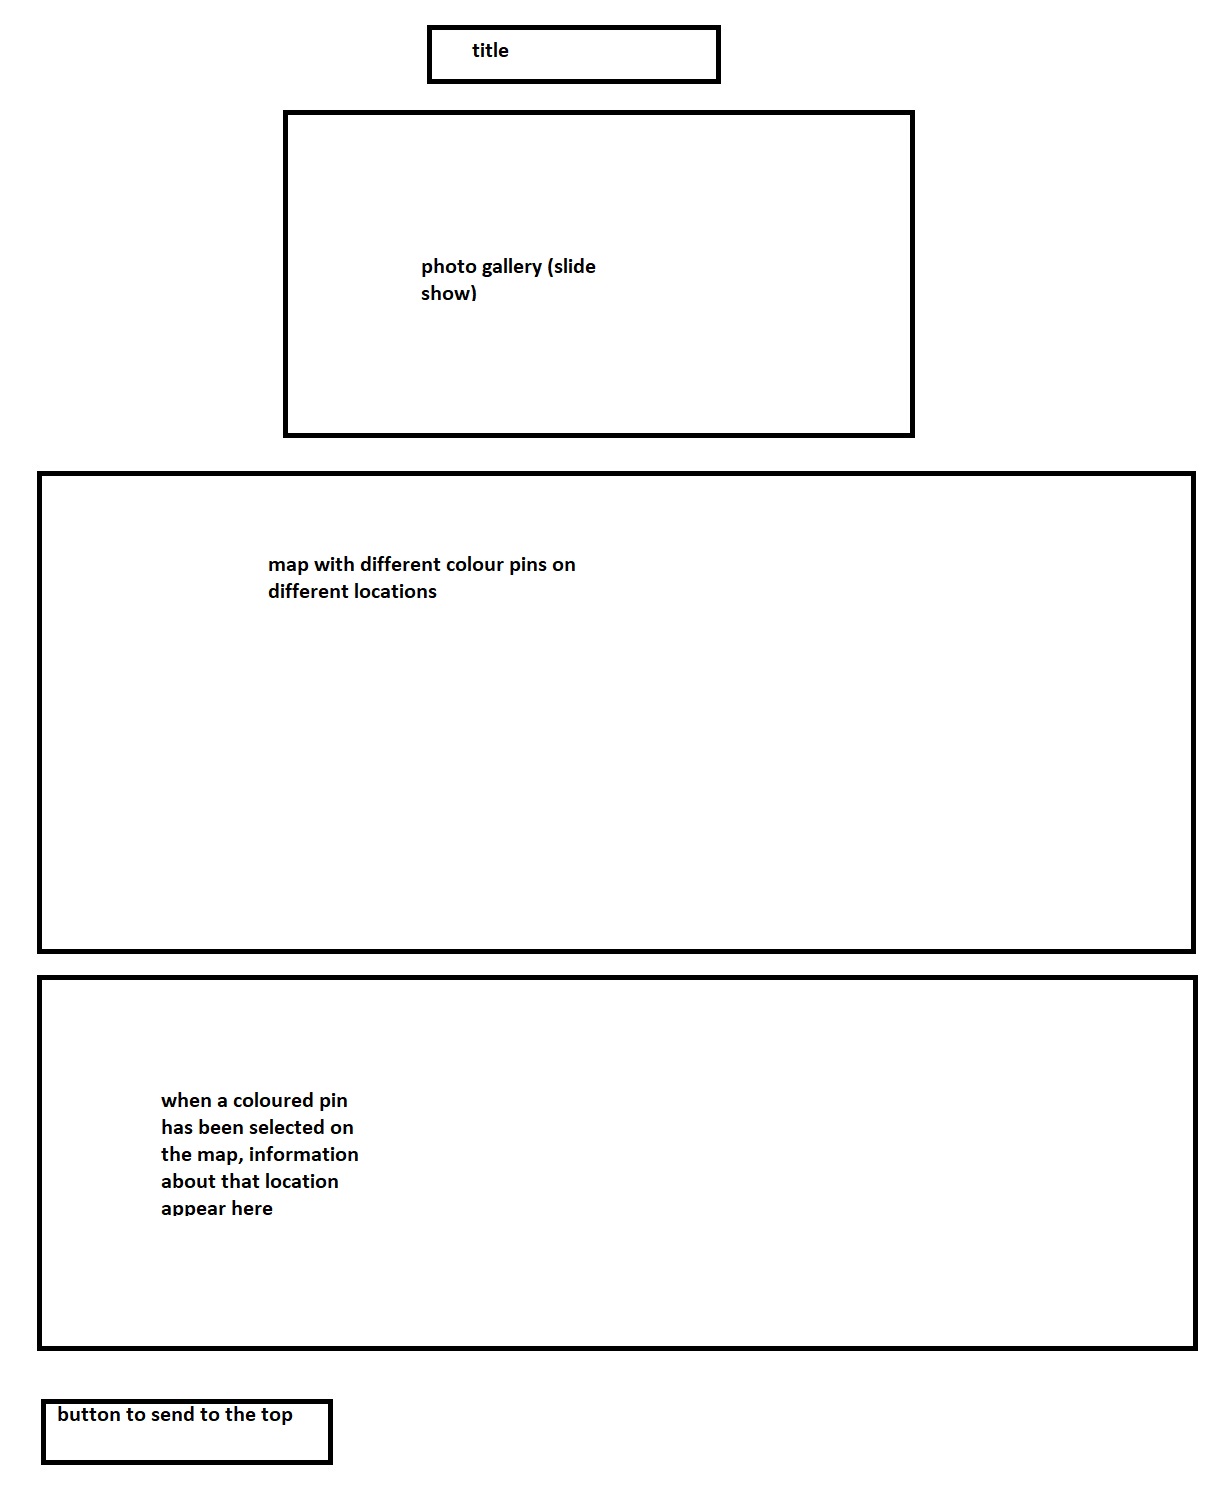 title
photo gallery (slide
show)
map with different colour pins on
different locations
when a coloured pin
has been selected on
the map, information
about that location
appear here
button to send to the top